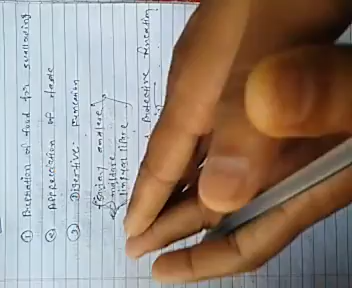 ① Preparation of food for swallowing
② Appreciation of taste
③ Digestive function
Salivary amylase
maltase
lingual lipase
Protective function